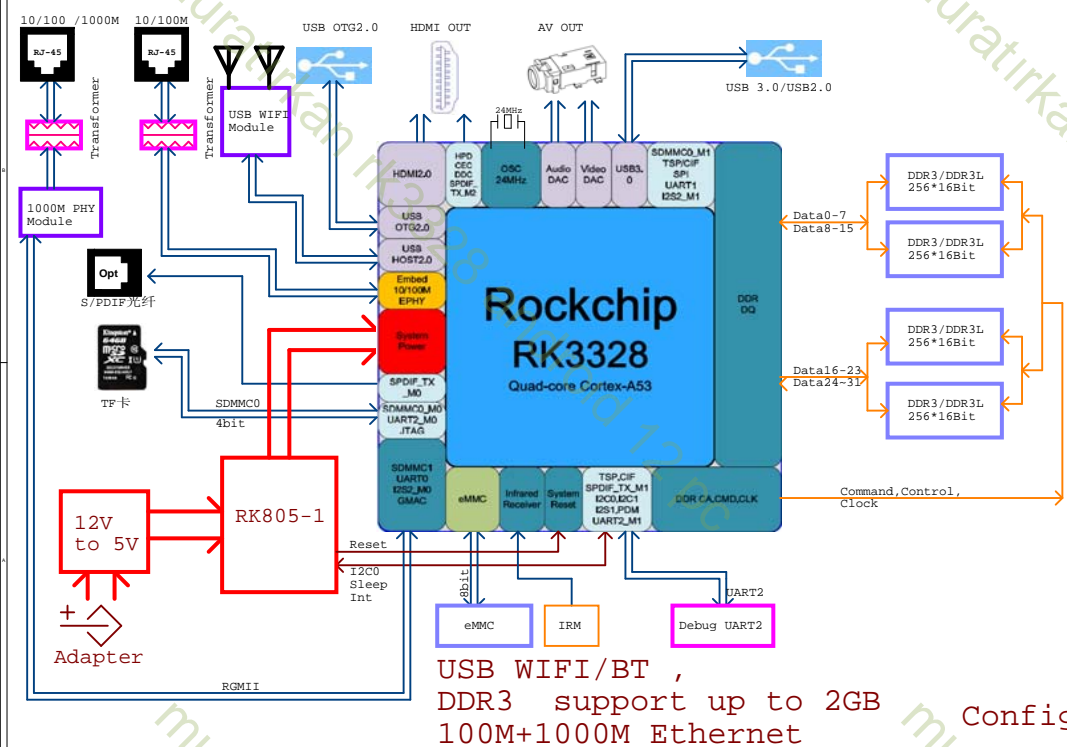 10/100 /1000M
10/100M
USB OTG2.0
HDMI OUT
AV OUT
RJ-45
RJ-45
Transformer
Transformer
USB WIFI
Module
24MHz
USB 3.0/USB2.0
1000M PHY
Module
HDMI2.0
HPD
CEC
DDC
SPDIF_
TX_M2
OSC
24MHz
Audio
DAC
Video
DAC
USB3.
0
SDMMC0_M1
TSP/CIF
SPI
UART1
I2S2_M1
USB
OTG2.0
USB
HOST2.0
Embed
10/100M
EPHY
System
Power
SPDIF_TX
_M0
SDMMC0_M0
UART2_M0
JTAG
SDMMC1
UART0
I2S2_M0
GMAC
Rockchip
RK3328
Quad-core Cortex-A53
DDR
DQ
Data0-7
Data8-15
DDR3/DDR3L
256*16Bit
DDR3/DDR3L
256*16Bit
Data16-23
Data24-31
DDR3/DDR3L
256*16Bit
DDR3/DDR3L
256*16Bit
Opt
S/PDIF光纤
Kingston
64GB
micro
SD
XC I
TF卡
SDMMC0
4bit
eMMC
Infrared
Receiver
System
Reset
TSP,CIF
SPDIF_TX_M1
I2C0,I2C1
I2S1,PDM
UART2_M1
DDR CA,CMD,CLK
Command,Control,
Clock
12V
to 5V
RK805-1
Reset
I2C0
Sleep
Int
+
Adapter
8bit
UART2
eMMC
IRM
Debug UART2
RGMII
USB WIFI/BT ,
DDR3 support up to 2GB
100M+1000M Ethernet
Config